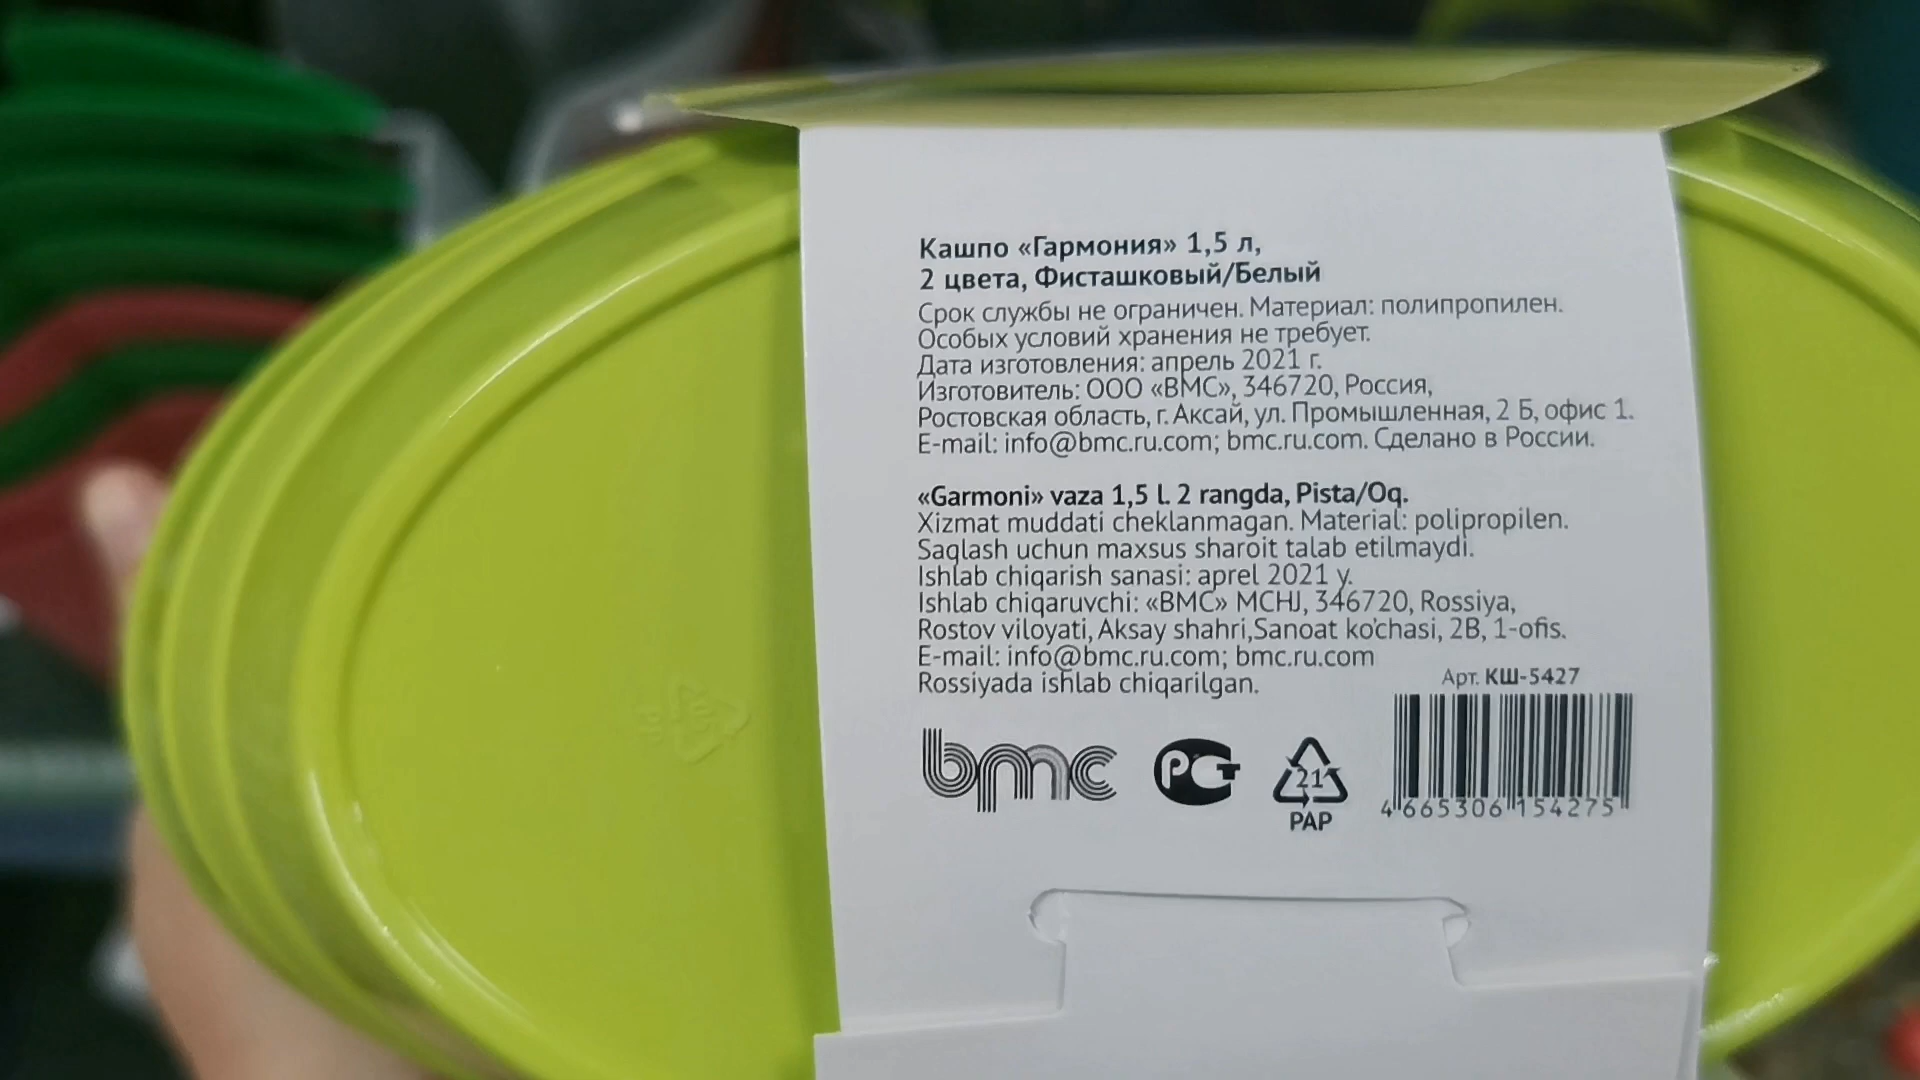 Кашпо «Гармония» 1,5 л,
2 цвета, Фисташковый/Белый
Срок службы не ограничен. Материал: полипропилен.
Особых условий хранения не требует.
Дата изготовления: апрель 2021 г.
Изготовитель: ООО «ВМС», 346720, Россия,
Ростовская область, г. Аксай, ул. Промышленная, 2 Б, офис 1.
E-mail: info@bmc.ru.com; bmc.ru.com. Сделано в России.
«Garmoni» vaza 1,5 l. 2 rangda, Pista/Oq.
Xizmat muddati cheklanmagan. Material: polipropilen.
Saqlash uchun maxsus sharoit talab etilmaydi.
Ishlab chiqarish sanasi: aprel 2021 y.
Ishlab chiqaruvchi: «BMC» MCHJ, 346720, Rossiya,
Rostov viloyati, Aksay shahri,Sanoat ko'chasi, 2B, 1-ofis.
E-mail: info@bmc.ru.com; bmc.ru.com
Rossiyada ishlab chiqarilgan.
Арт. КШ-5427
bmc
РСТ
21
PAP
4 665306 154275